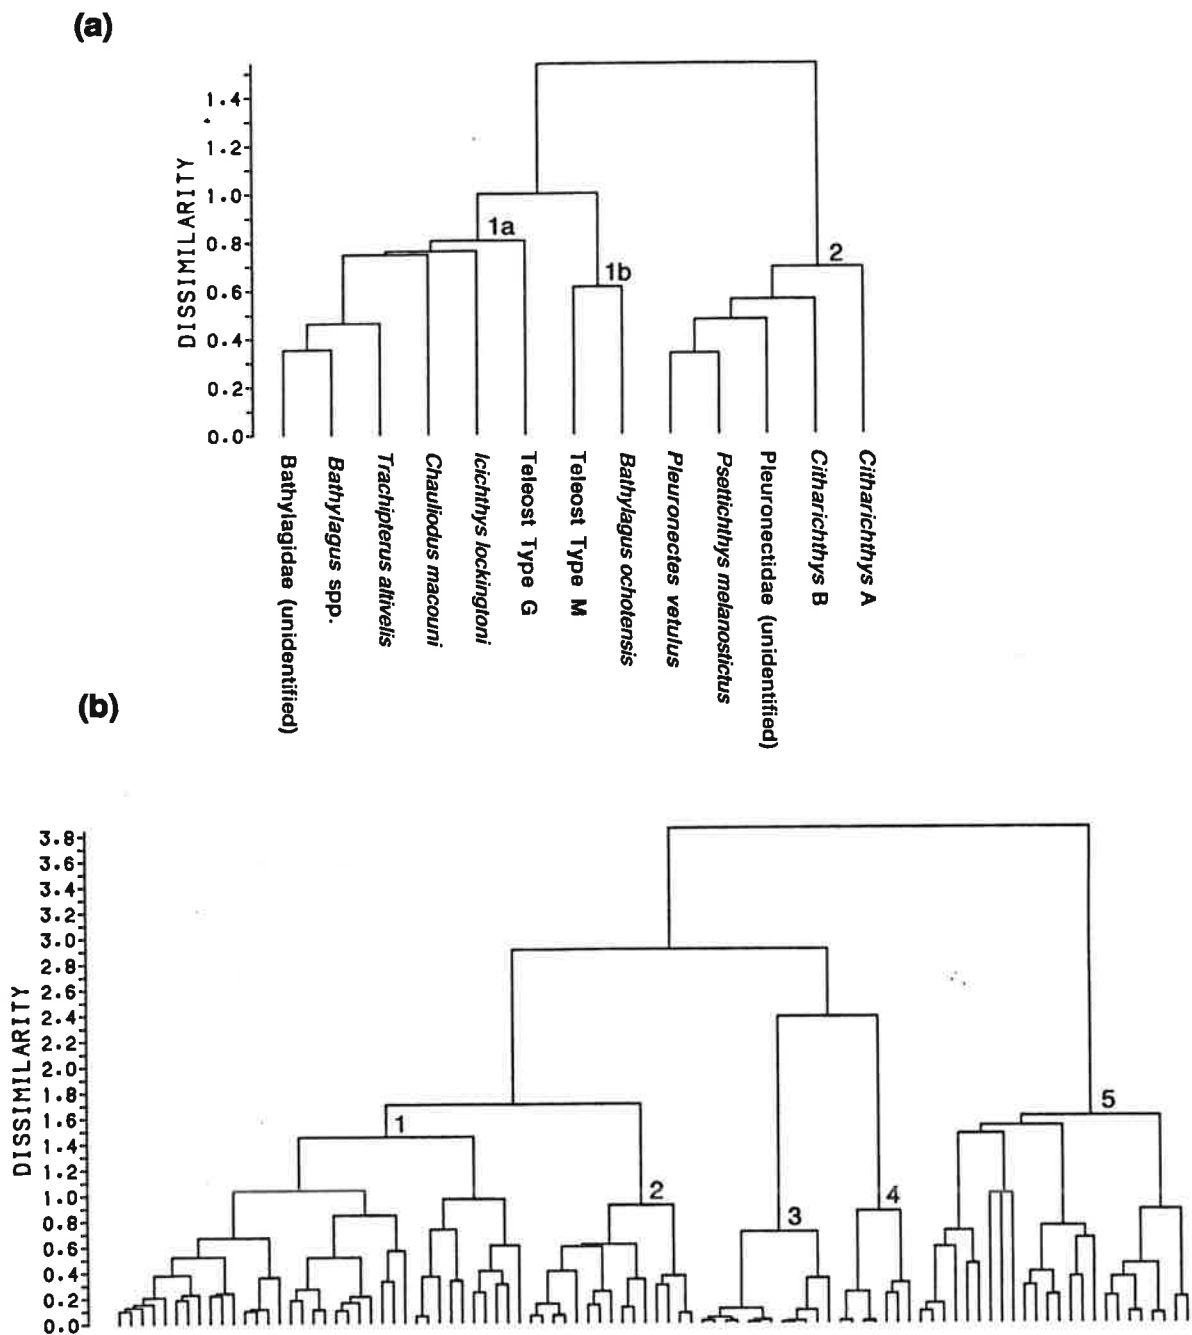 (a)
DISSIMILARITY
1.4
1.2
1.0
0.8
0.6
0.4
0.2
0.0
1a
1b
2
Bathylagidae (unidentified)
Bathylagus spp.
Trachipterus altivelis
Chauliodus macouni
Icichthys lockingtoni
Teleost Type G
Teleost Type M
Bathylagus ochotensis
Pleuronectes vetulus
Psettichthys melanostictus
Pleuronectidae (unidentified)
Citharichthys B
Citharichthys A
(b)
DISSIMILARITY
3.8
3.6
3.4
3.2
3.0
2.8
2.6
2.4
2.2
2.0
1.8
1.6
1.4
1.2
1.0
0.8
0.6
0.4
0.2
0.0
1
2
3
4
5